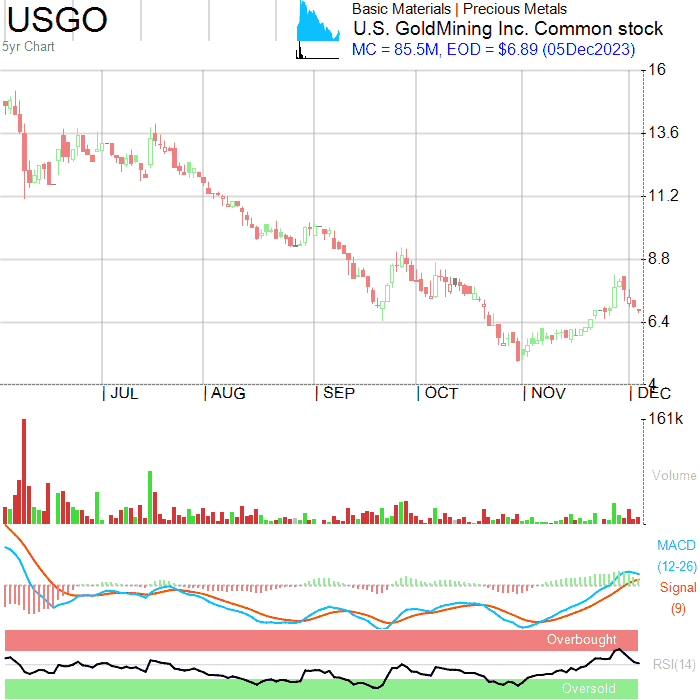 USGO
5yr Chart
Basic Materials | Precious Metals
U.S. GoldMining Inc. Common stock
MC = 85.5M, EOD = $6.89 (05Dec2023)
16
13.6
11.2
8.8
6.4
4
| JUL | AUG | SEP | OCT | NOV | DEC
161k
Volume
MACD
(12-26)
Signal
(9)
Overbought
RSI(14)
Oversold